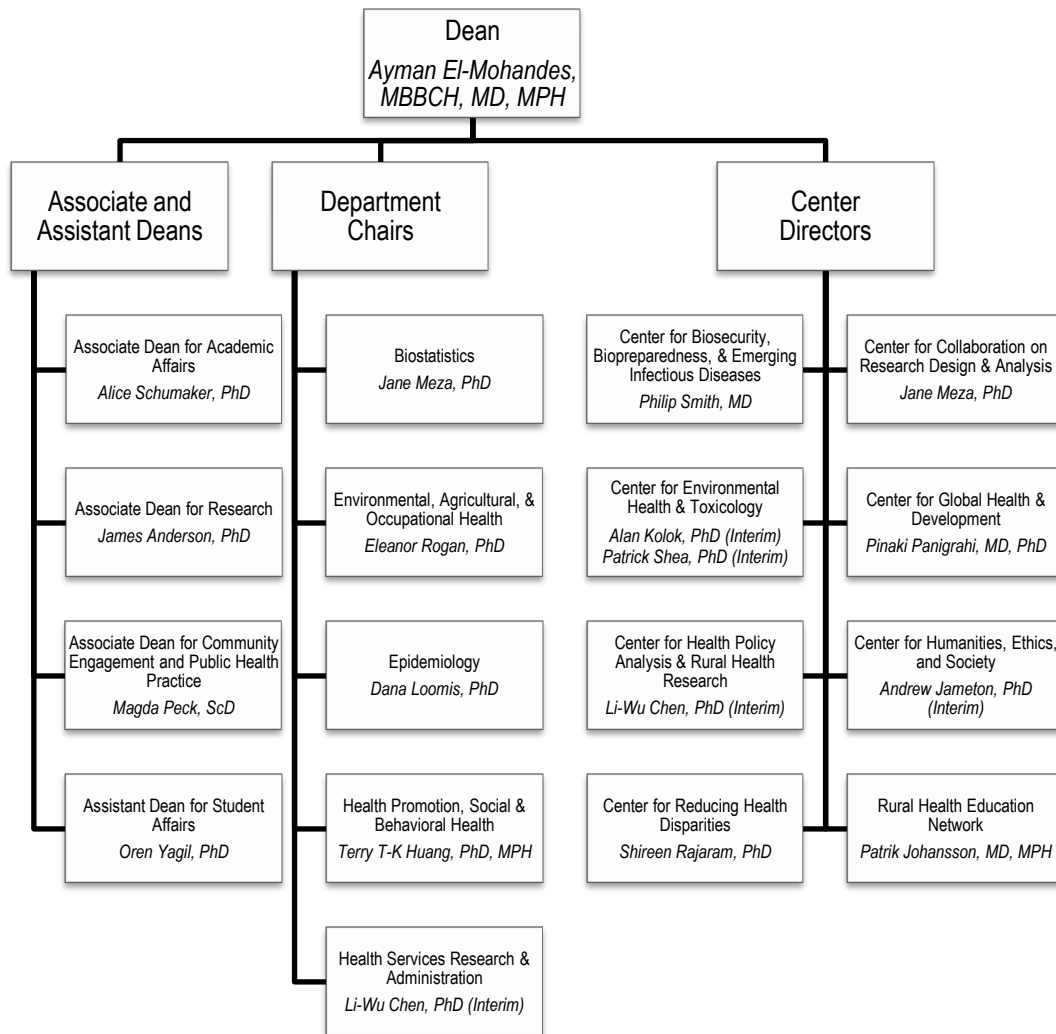 Dean
Ayman El-Mohandes,
MBBCH, MD, MPH
Associate and
Assistant Deans
Associate Dean for Academic
Affairs
Alice Schumaker, PhD
Associate Dean for Research
James Anderson, PhD
Associate Dean for Community
Engagement and Public Health
Practice
Magda Peck, ScD
Assistant Dean for Student
Affairs
Oren Yagil, PhD
Department
Chairs
Biostatistics
Jane Meza, PhD
Environmental, Agricultural, &
Occupational Health
Eleanor Rogan, PhD
Epidemiology
Dana Loomis, PhD
Health Promotion, Social &
Behavioral Health
Terry T-K Huang, PhD, MPH
Health Services Research &
Administration
Li-Wu Chen, PhD (Interim)
Center
Directors
Center for Biosecurity,
Biopreparedness, & Emerging
Infectious Diseases
Philip Smith, MD
Center for Collaboration on
Research Design & Analysis
Jane Meza, PhD
Center for Environmental
Health & Toxicology
Alan Kolok, PhD (Interim)
Patrick Shea, PhD (Interim)
Center for Global Health &
Development
Pinaki Panigrahi, MD, PhD
Center for Health Policy
Analysis & Rural Health
Research
Li-Wu Chen, PhD (Interim)
Center for Humanities, Ethics,
and Society
Andrew Jameton, PhD
(Interim)
Center for Reducing Health
Disparities
Shireen Rajaram, PhD
Rural Health Education
Network
Patrik Johansson, MD, MPH